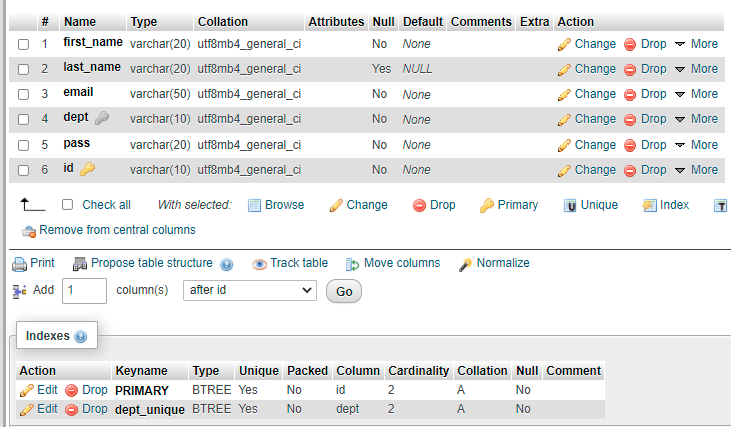 # Name Type Collation Attributes Null Default Comments Extra Action
1 first_name varchar(20) utf8mb4_general_ci No None Change Drop More
2 last_name varchar(20) utf8mb4_general_ci Yes NULL Change Drop More
3 email varchar(50) utf8mb4_general_ci No None Change Drop More
4 dept varchar(10) utf8mb4_general_ci No None Change Drop More
5 pass varchar(20) utf8mb4_general_ci No None Change Drop More
6 id varchar(10) utf8mb4_general_ci No None Change Drop More
Check all With selected: Browse Change Drop Primary Unique Index
Remove from central columns
Print Propose table structure Track table Move columns Normalize
Add 1 column(s) after id Go
Indexes
Action Keyname Type Unique Packed Column Cardinality Collation Null Comment
Edit Drop PRIMARY BTREE Yes No id 2 A No
Edit Drop dept_unique BTREE Yes No dept 2 A No